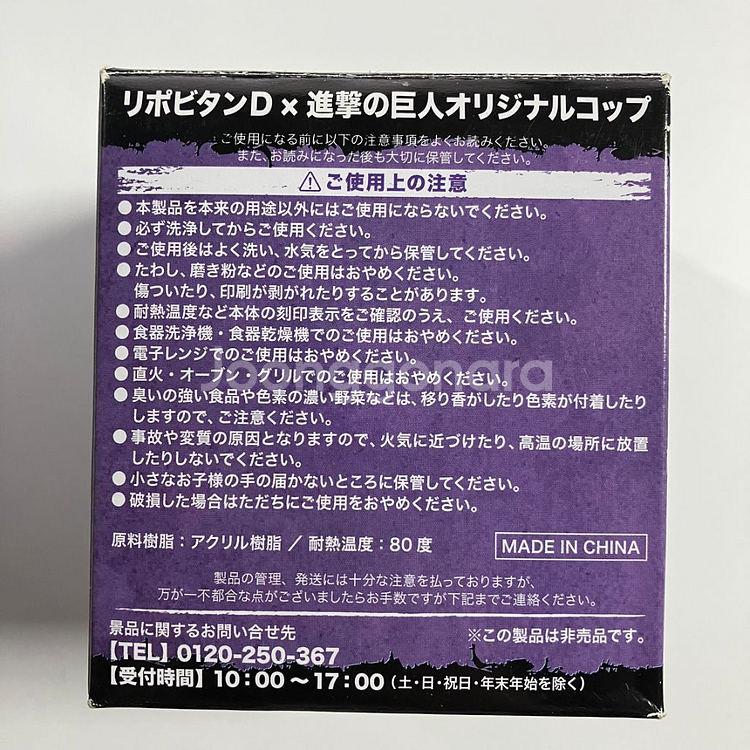 リポビタンD × 進撃の巨人オリジナルコップ
ご使用になる前に以下の注意事項をよくお読みください。
また、お読みになった後も大切に保管してください。
⚠ご使用上の注意
●本製品を本来の用途以外にはご使用にならないでください。
●必ず洗浄してからご使用ください。
●ご使用後はよく洗い、水気をとってから保管してください。
●たわし、磨き粉などのご使用はおやめください。
傷ついたり、印刷が剥がれたりすることがあります。
●耐熱温度など本体の刻印表示をご確認のうえ、ご使用ください。
●食器洗浄機・食器乾燥機でのご使用はおやめください。
●電子レンジでのご使用はおやめください。
●直火・オーブン・グリルでのご使用はおやめください。
●臭いの強い食品や色素の濃い野菜などは、移り香がしたり色素が付着したり
しますので、ご注意ください。
●事故や変質の原因となりますので、火気に近づけたり、高温の場所に放置
したりしないでください。
●小さなお子様の手の届かないところに保管してください。
●破損した場合はただちにご使用をおやめください。
原料樹脂：アクリル樹脂 ／ 耐熱温度：80度
MADE IN CHINA
製品の管理、発送には十分な注意を払っておりますが、
万が一不都合な点がございましたらお手数ですが下記までご連絡ください。
景品に関するお問い合せ先
※この製品は非売品です。
【TEL】0120-250-367
【受付時間】10：00～17：00（土・日・祝日・年末年始を除く）